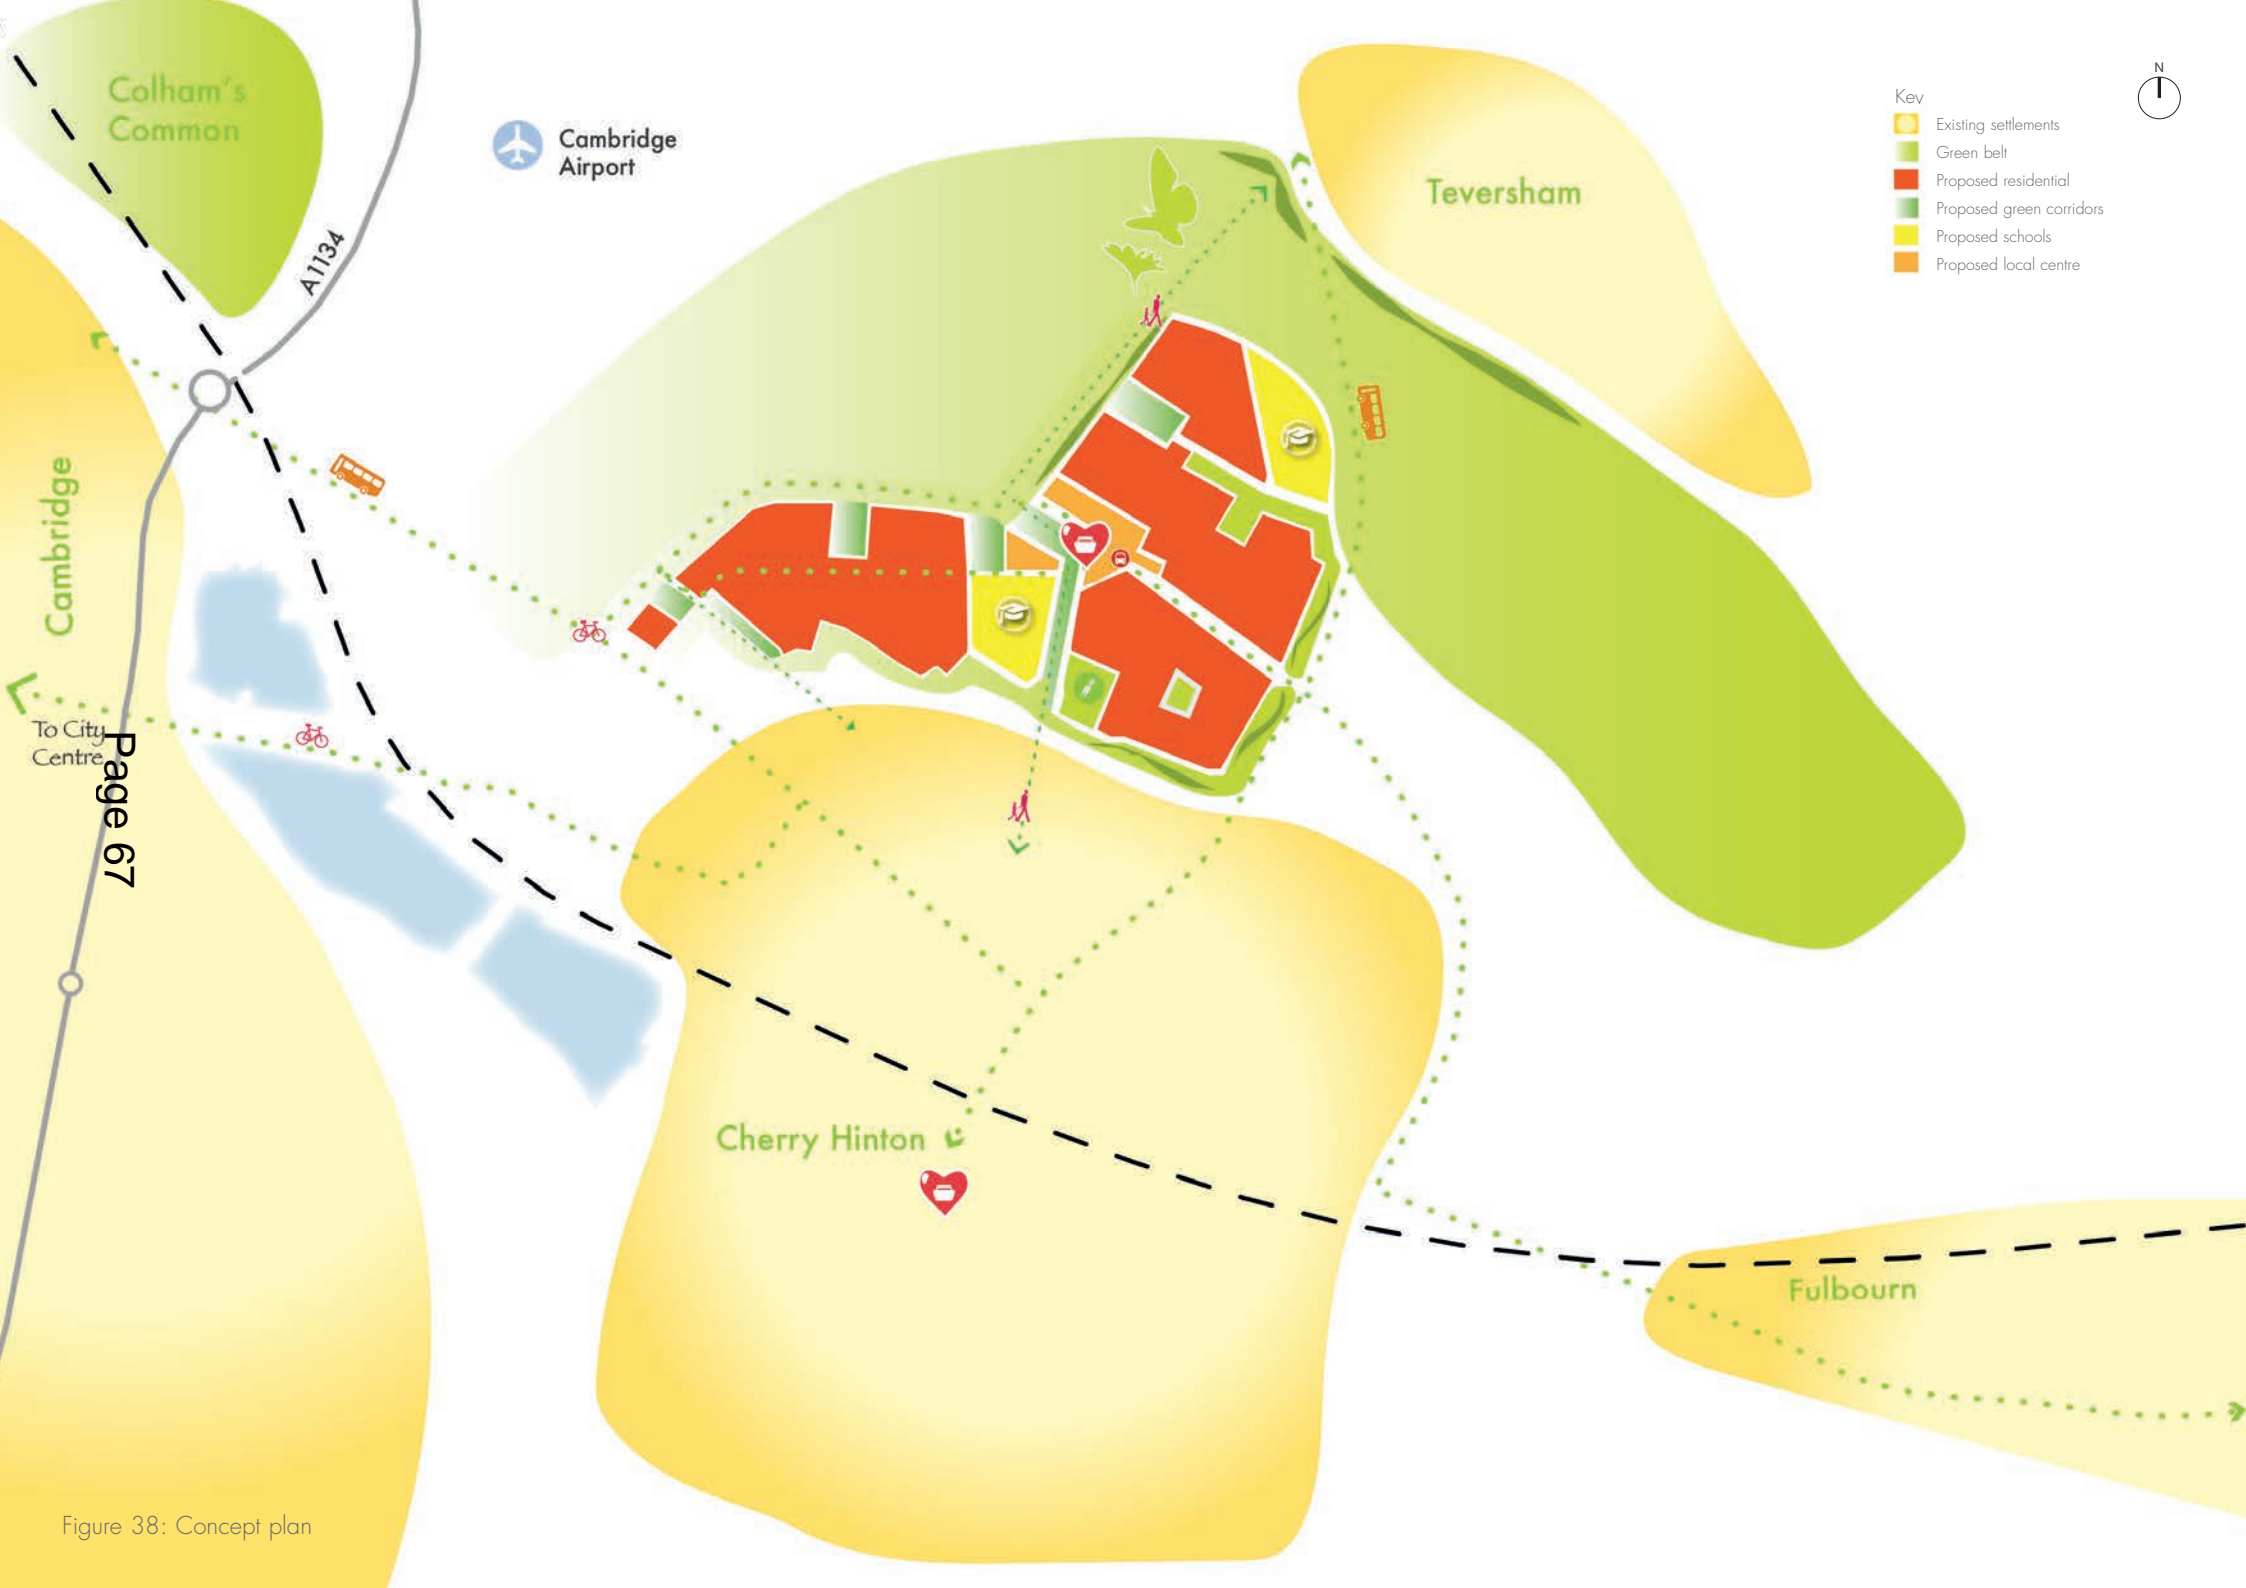 Colham's
Common
A1134
Cambridge
Airport
Teversham
N
Key
Existing settlements
Green belt
Proposed residential
Proposed green corridors
Proposed schools
Proposed local centre
Cambridge
To City
Centre
Page 67
Cherry Hinton
Fulbourn
Figure 38: Concept plan